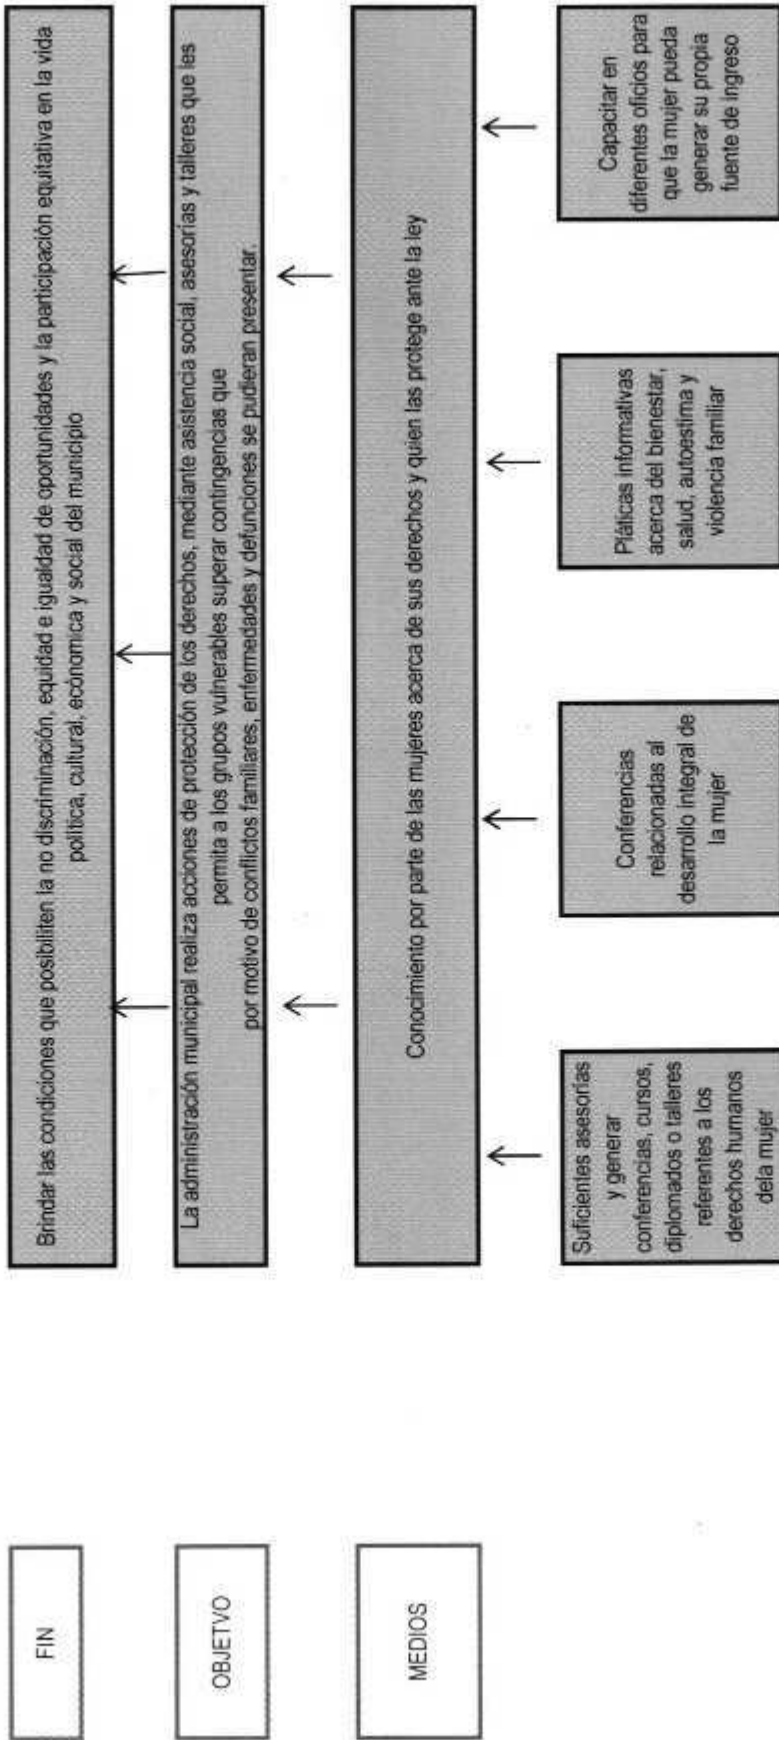 FIN
Brindar las condiciones que posibiliten la no discriminación, equidad e igualdad de oportunidades y la participación equitativa en la vida
política, cultural, económica y social del municipio
OBJETVO
La administración municipal realiza acciones de protección de los derechos, mediante asistencia social, asesorías y talleres que les
permita a los grupos vulnerables superar contingencias que
por motivo de conflictos familiares, enfermedades y defunciones se pudieran presentar.
MEDIOS
Conocimiento por parte de las mujeres acerca de sus derechos y quien las protege ante la ley
Suficientes asesorías
y generar
conferencias, cursos,
diplomados o talleres
referentes a los
derechos humanos
dela mujer
Conferencias
relacionadas al
desarrollo integral de
la mujer
Pláticas informativas
acerca del bienestar,
salud, autoestima y
violencia familiar
Capacitar en
diferentes oficios para
que la mujer pueda
generar su propia
fuente de ingreso